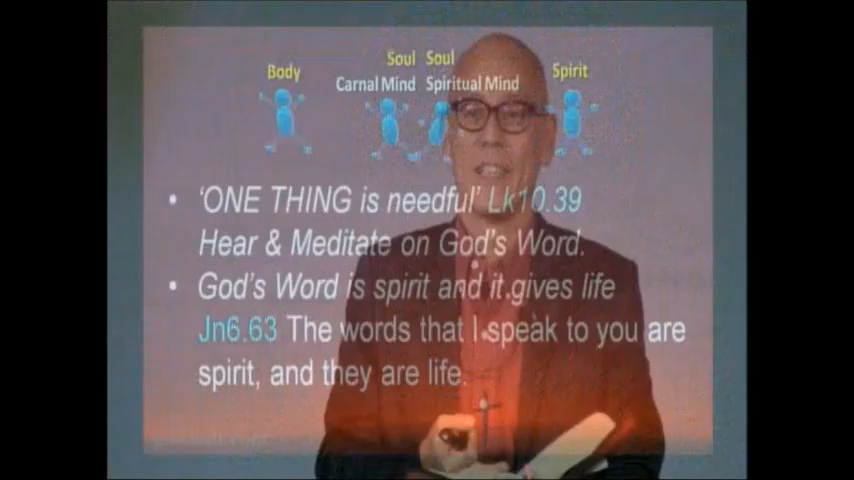 Soul Soul
Body Carnal Mind Spiritual Mind Spirit
• 'ONE THING is needful' Lk10.39
Hear & Meditate on God's Word.
• God's Word is spirit and it gives life
Jn6.63 The words that I speak to you are
spirit, and they are life.